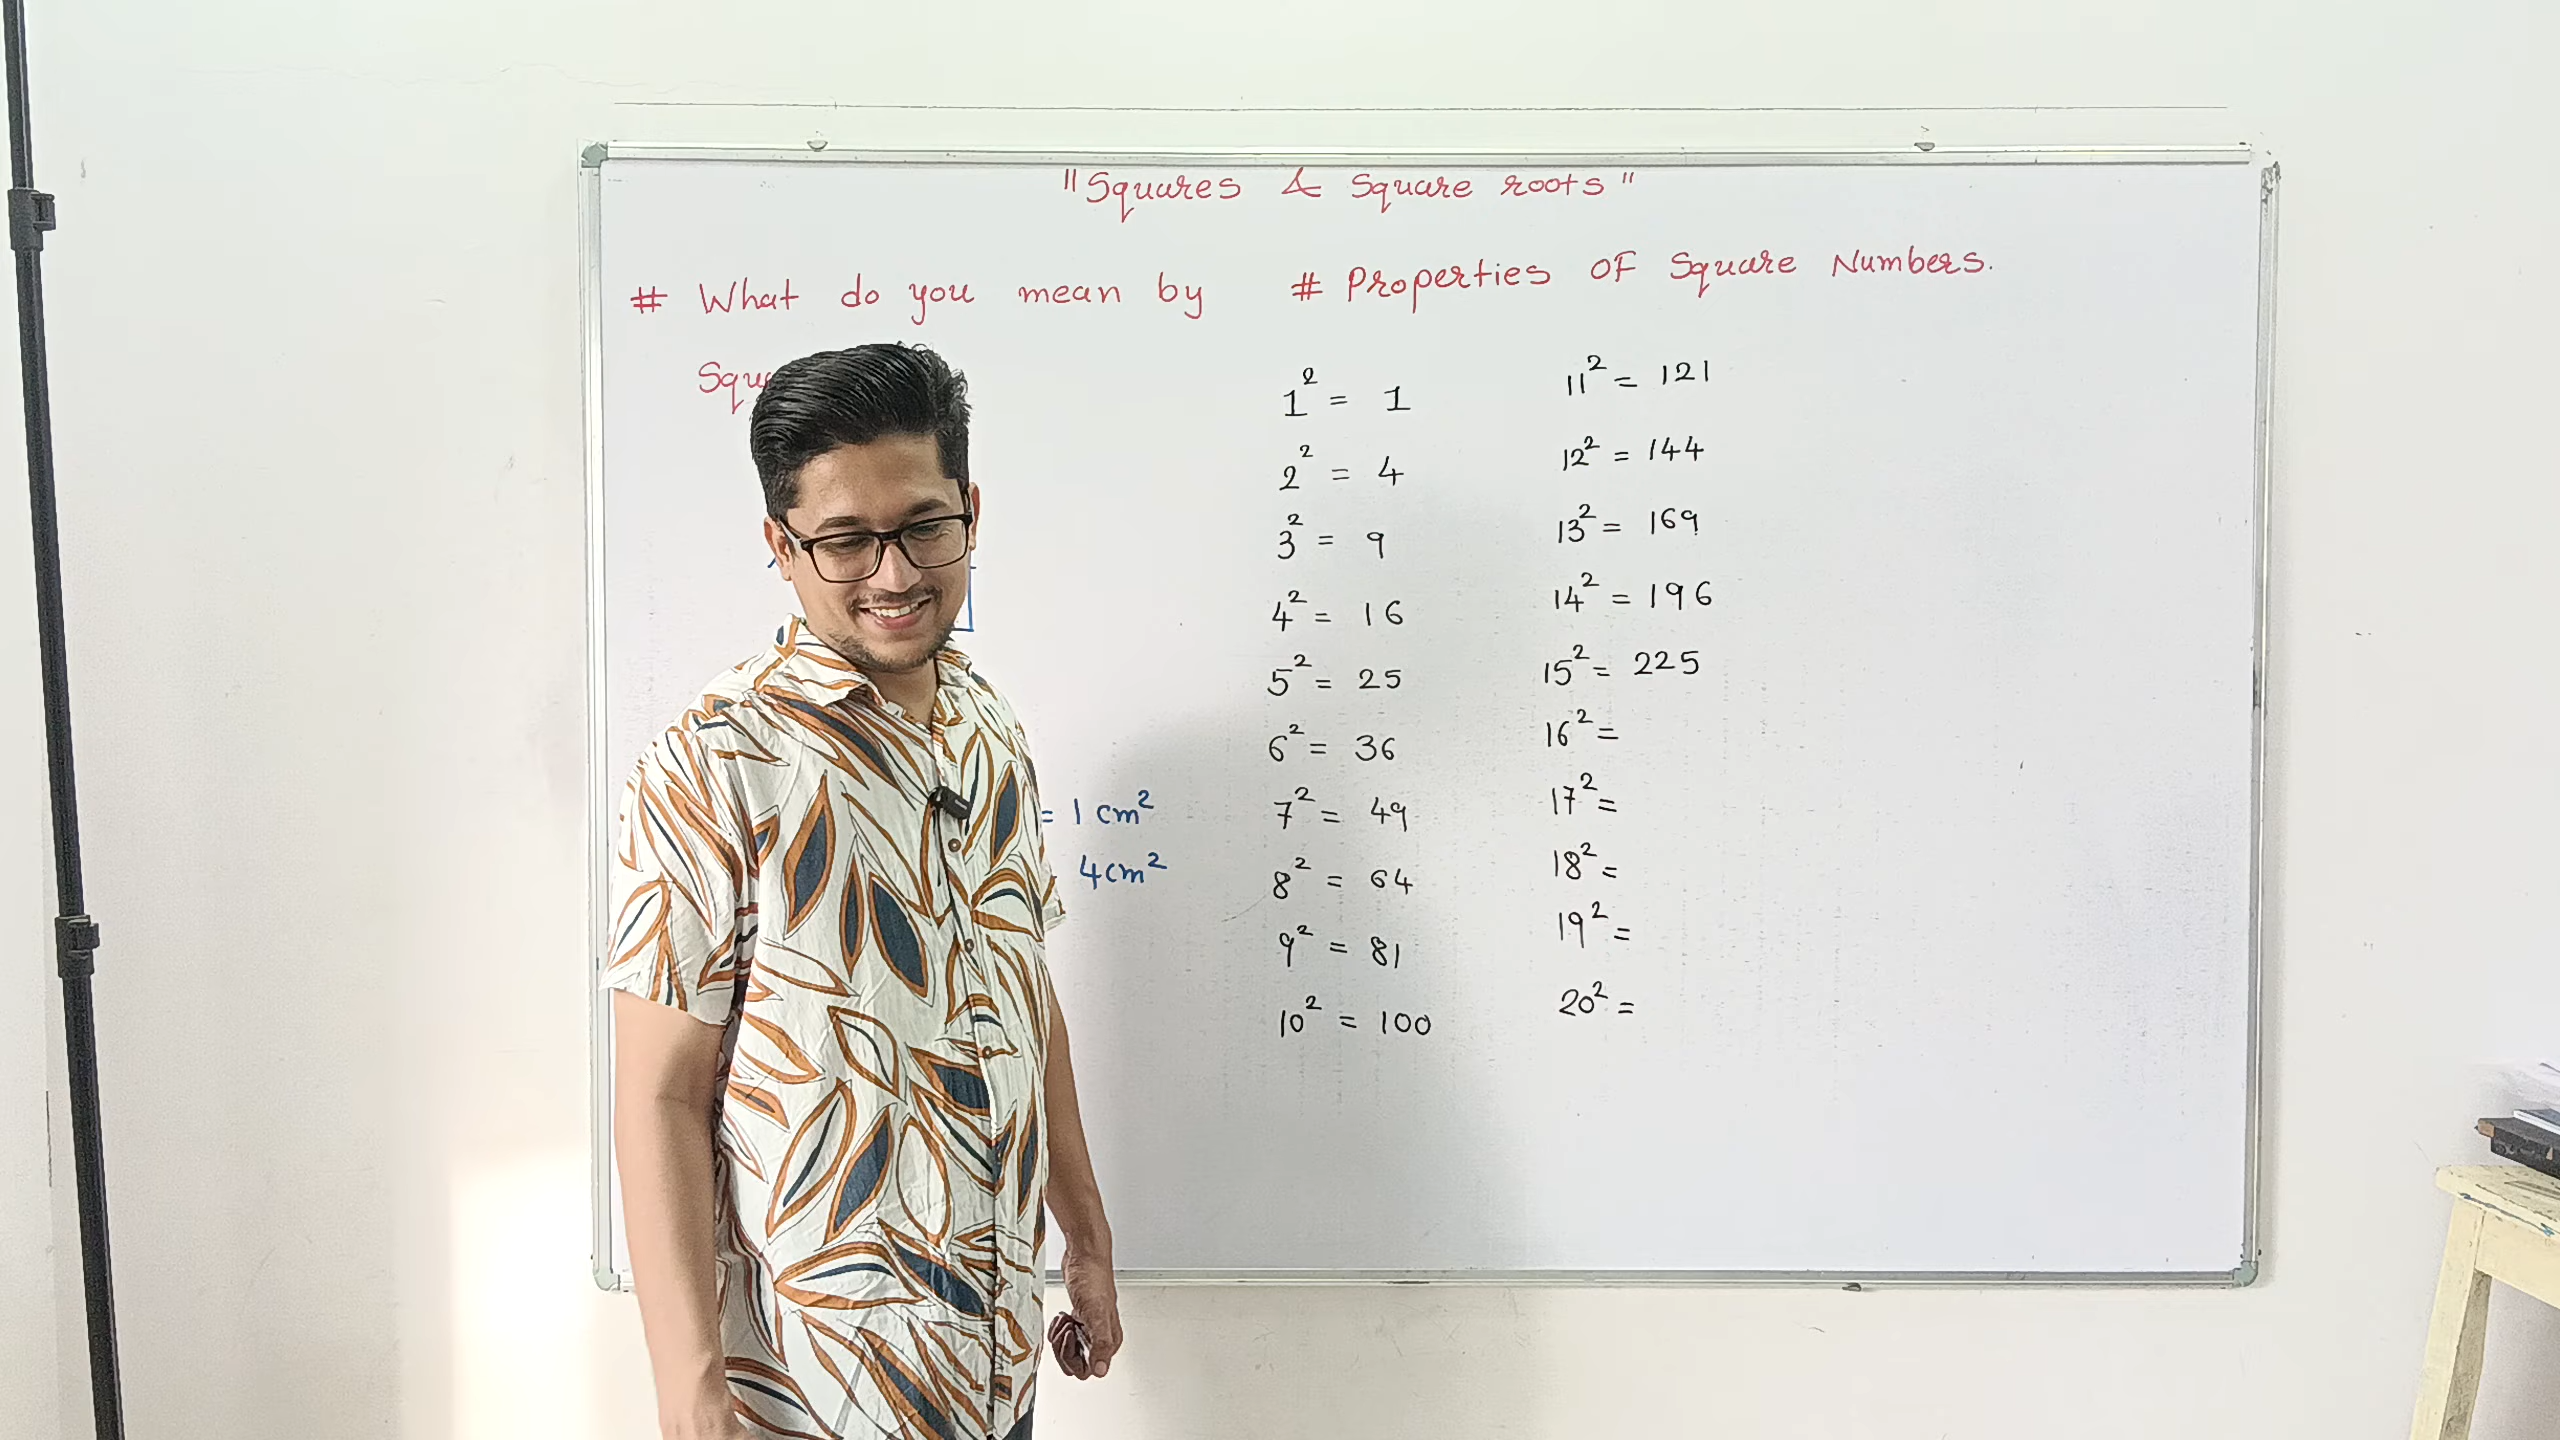 "Squares & Square roots"
# What do you mean by
= 1 cm²
4cm²
# Properties OF Square Numbers.
1² = 1
2² = 4
3² = 9
4² = 16
5² = 25
6² = 36
7² = 49
8² = 64
9² = 81
10² = 100
11² = 121
12² = 144
13² = 169
14² = 196
15² = 225
16² =
17² =
18² =
19² =
20² =